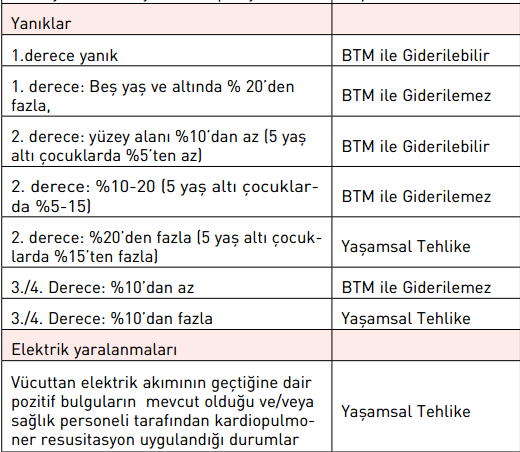 Yanıklar
1.derece yanık
BTM ile Giderilebilir
1. derece: Beş yaş ve altında % 20’den
fazla,
BTM ile Giderilemez
2. derece: yüzey alanı %10’dan az (5 yaş
altı çocuklarda %5’ten az)
BTM ile Giderilebilir
2. derece: %10-20 (5 yaş altı çocuklar-
da %5-15)
BTM ile Giderilemez
2. derece: %20’den fazla (5 yaş altı çocuk-
larda %15’ten fazla)
Yaşamsal Tehlike
3./4. Derece: %10’dan az
BTM ile Giderilemez
3./4. Derece: %10’dan fazla
Yaşamsal Tehlike
Elektrik yaralanmaları
Vücuttan elektrik akımının geçtiğine dair
pozitif bulguların mevcut olduğu ve/veya
sağlık personeli tarafından kardiopulmo-
ner resusitasyon uygulandığı durumlar
Yaşamsal Tehlike